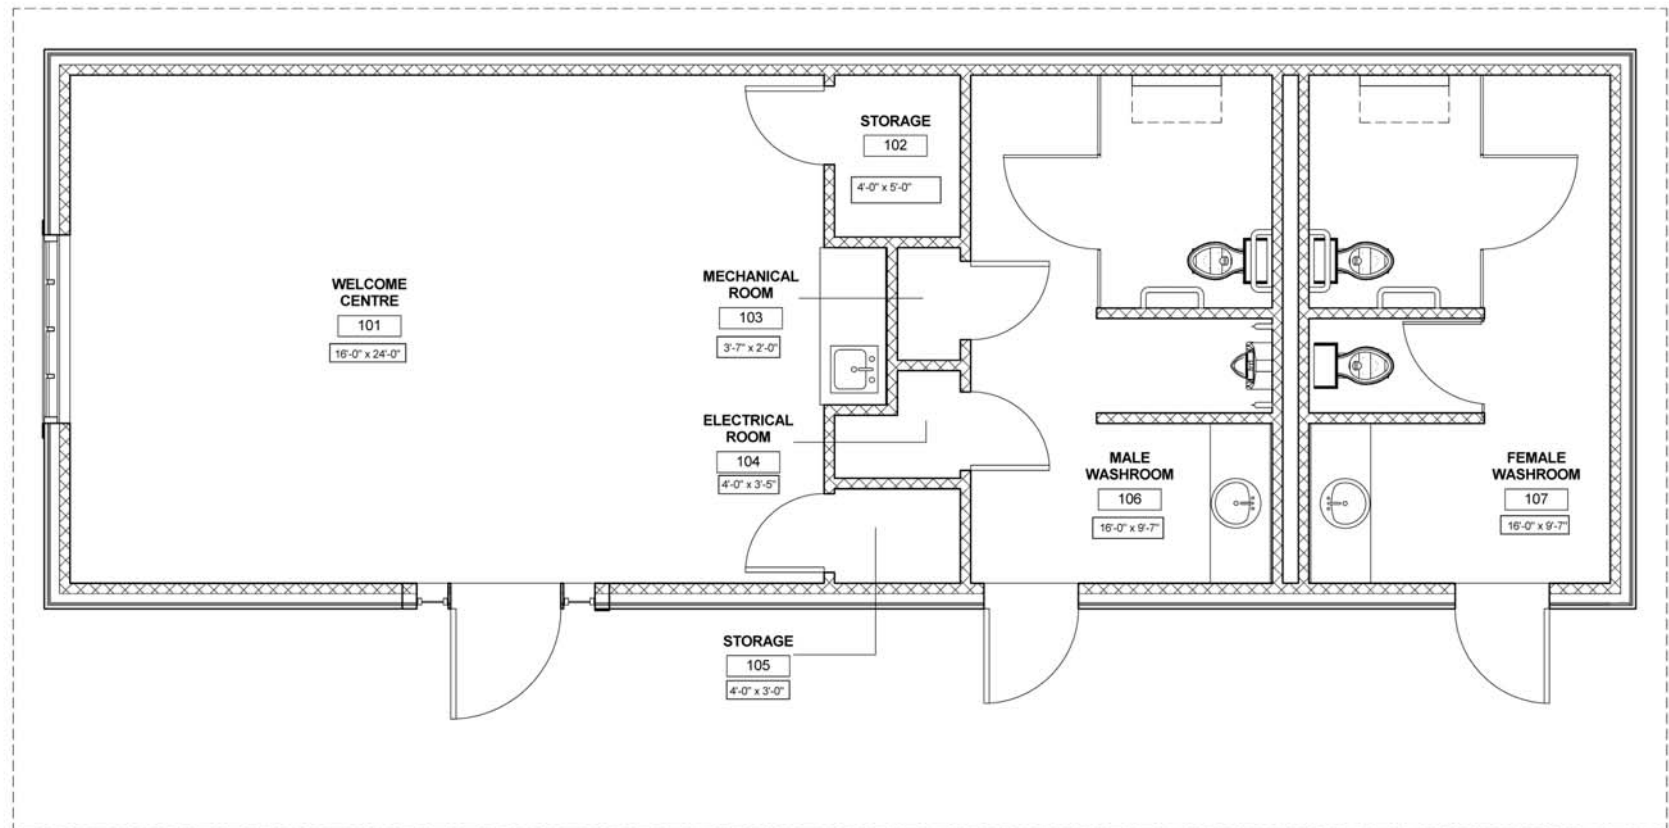 STORAGE
102
4'-0" x 5'-0"
WELCOME
CENTRE
101
16'-0" x 24'-0"
MECHANICAL
ROOM
103
3'-7" x 2'-0"
ELECTRICAL
ROOM
104
4'-0" x 3'-5"
MALE
WASHROOM
106
16'-0" x 9'-7"
FEMALE
WASHROOM
107
16'-0" x 9'-7"
STORAGE
105
4'-0" x 3'-0"